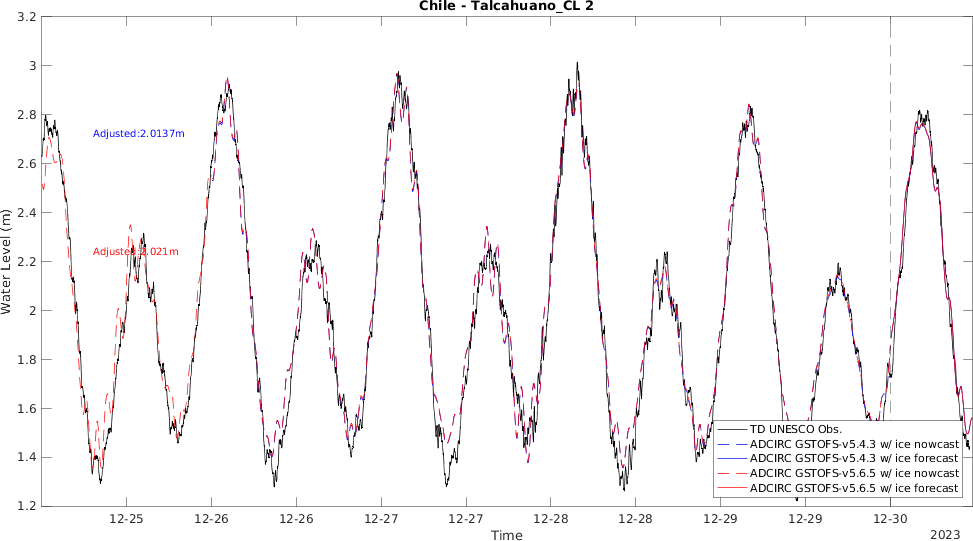 Chile - Talcahuano_CL 2
3.2
3
2.8
2.6
2.4
2.2
2
1.8
1.6
1.4
1.2
Water Level (m)
Adjusted:2.0137m
Adjusted:2.021m
TD UNESCO Obs.
ADCIRC GSTOFS-v5.4.3 w/ ice nowcast
ADCIRC GSTOFS-v5.4.3 w/ ice forecast
ADCIRC GSTOFS-v5.6.5 w/ ice nowcast
ADCIRC GSTOFS-v5.6.5 w/ ice forecast
12-25 12-26 12-26 12-27 12-27 12-28 12-28 12-29 12-29 12-30
Time
2023